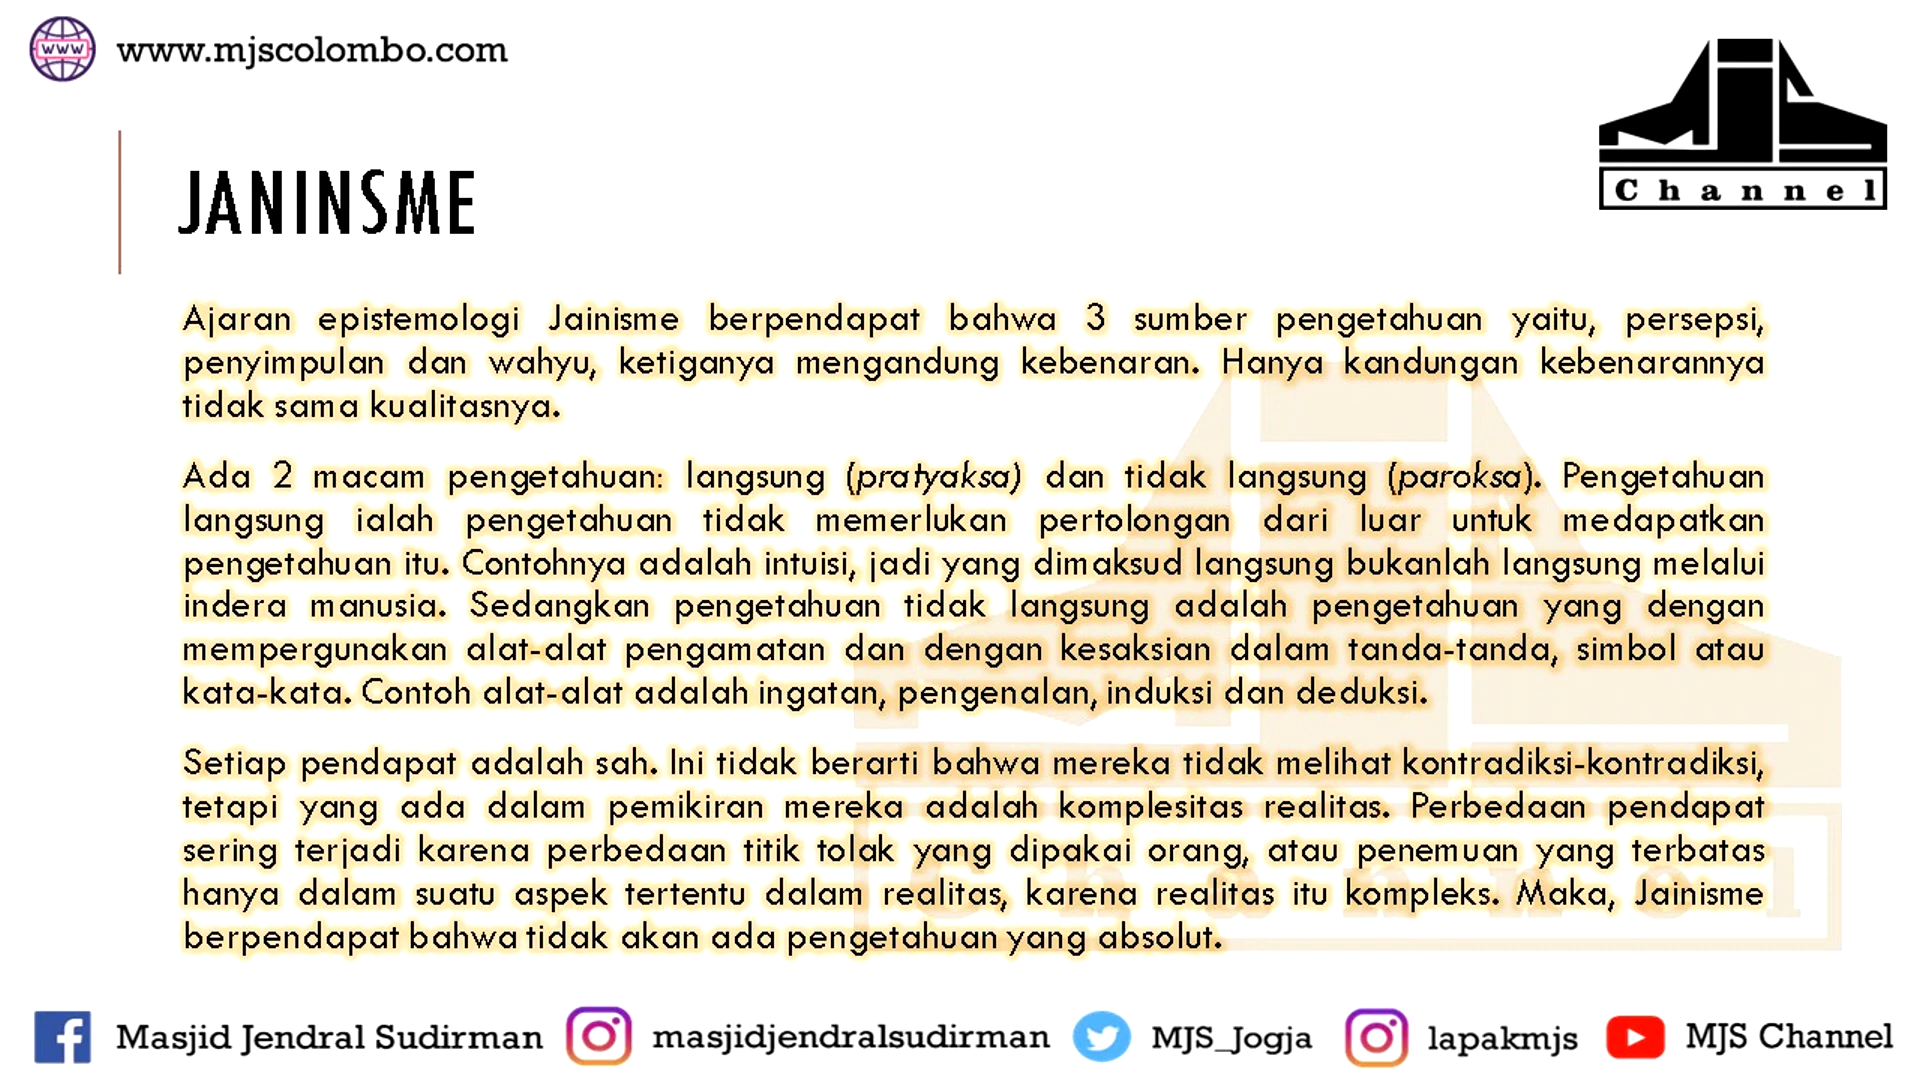 www
www.mjscolombo.com
MJS
Channel
JANINSME
Ajaran epistemologi Jainisme berpendapat bahwa 3 sumber pengetahuan yaitu, persepsi,
penyimpulan dan wahyu, ketiganya mengandung kebenaran. Hanya kandungan kebenarannya
tidak sama kualitasnya.
Ada 2 macam pengetahuan: langsung (pratyaksa) dan tidak langsung (paroksa). Pengetahuan
langsung ialah pengetahuan tidak memerlukan pertolongan dari luar untuk medapatkan
pengetahuan itu. Contohnya adalah intuisi, jadi yang dimaksud langsung bukanlah langsung melalui
indera manusia. Sedangkan pengetahuan tidak langsung adalah pengetahuan yang dengan
mempergunakan alat-alat pengamatan dan dengan kesaksian dalam tanda-tanda, simbol atau
kata-kata. Contoh alat-alat adalah ingatan, pengenalan, induksi dan deduksi.
Setiap pendapat adalah sah. Ini tidak berarti bahwa mereka tidak melihat kontradiksi-kontradiksi,
tetapi yang ada dalam pemikiran mereka adalah komplesitas realitas. Perbedaan pendapat
sering terjadi karena perbedaan titik tolak yang dipakai orang, atau penemuan yang terbatas
hanya dalam suatu aspek tertentu dalam realitas, karena realitas itu kompleks. Maka, Jainisme
berpendapat bahwa tidak akan ada pengetahuan yang absolut.
Masjid Jendral Sudirman masjidjendralsudirman MJS_Jogja lapakmjs MJS Channel